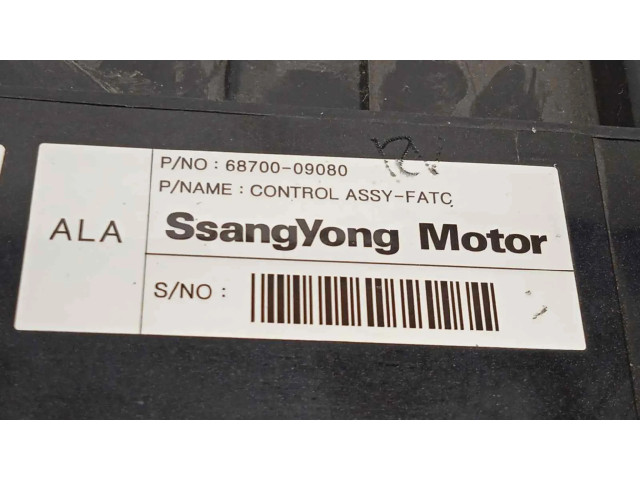 P/NO : 68700-09080
P/NAME : CONTROL ASSY-FATC
ALA
SsangYong Motor
S/NO :